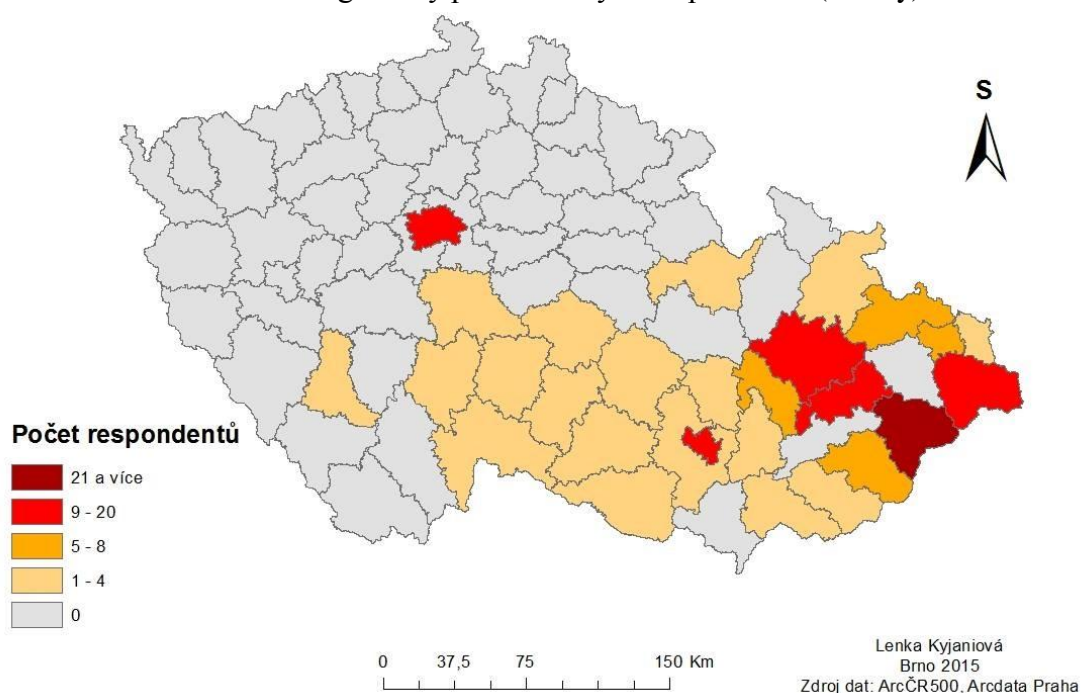 S
Počet respondentů
21 a více
9 - 20
5 - 8
1 - 4
0
0 37,5 75 150 Km
Lenka Kyjaniová
Brno 2015
Zdroj dat: ArcČR500, Arcdata Praha